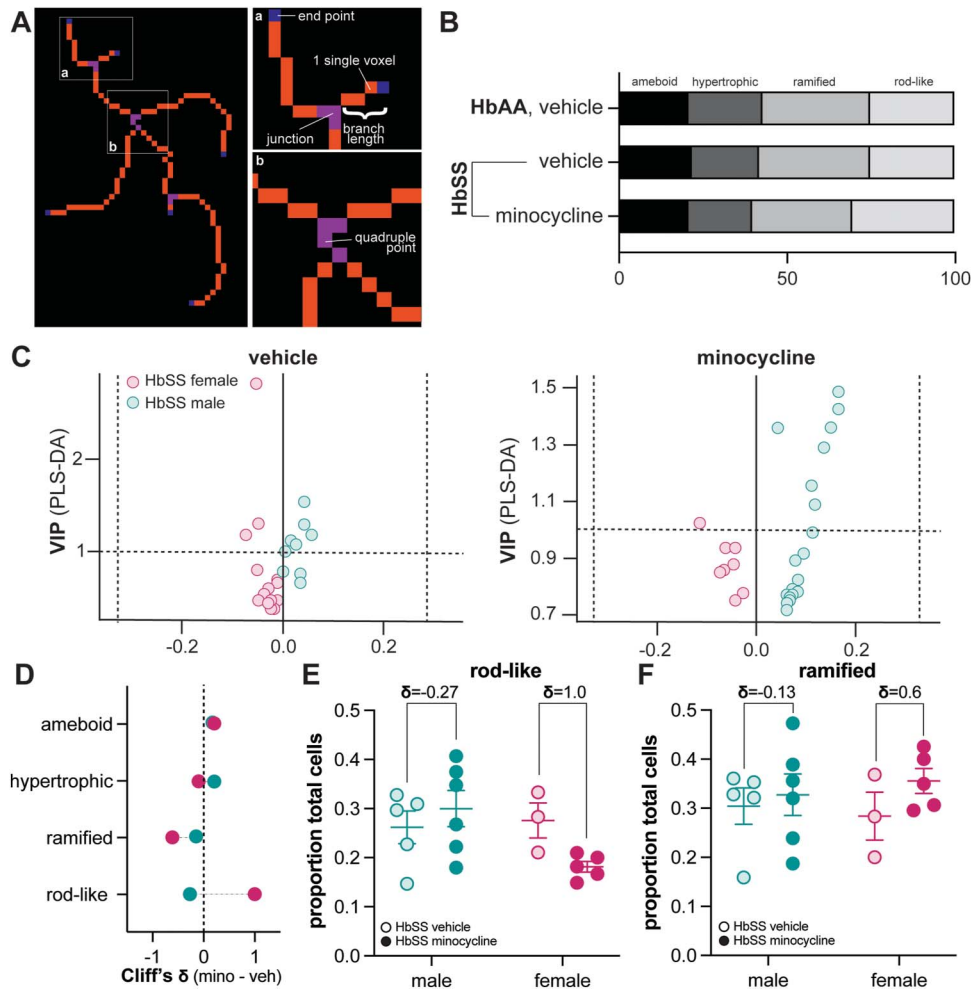 A
a
b
a
end point
1 single voxel
junction
branch
length
b
quadruple
point
B
ameboid hypertrophic ramified rod-like
HbAA, vehicle
HbSS
vehicle
minocycline
0 50 100
C
vehicle
HbSS female
HbSS male
VIP (PLS-DA)
2
1
-0.2 0.0 0.2
minocycline
VIP (PLS-DA)
1.5
1.3
1.1
0.9
0.7
-0.2 0.0 0.2
D
ameboid
hypertrophic
ramified
rod-like
-1 0 1
Cliff's δ (mino - veh)
E
rod-like
δ=-0.27 δ=1.0
proportion total cells
0.5
0.4
0.3
0.2
0.1
0.0
HbSS vehicle
HbSS minocycline
male female
F
ramified
δ=-0.13 δ=0.6
proportion total cells
0.5
0.4
0.3
0.2
0.1
0.0
HbSS vehicle
HbSS minocycline
male female